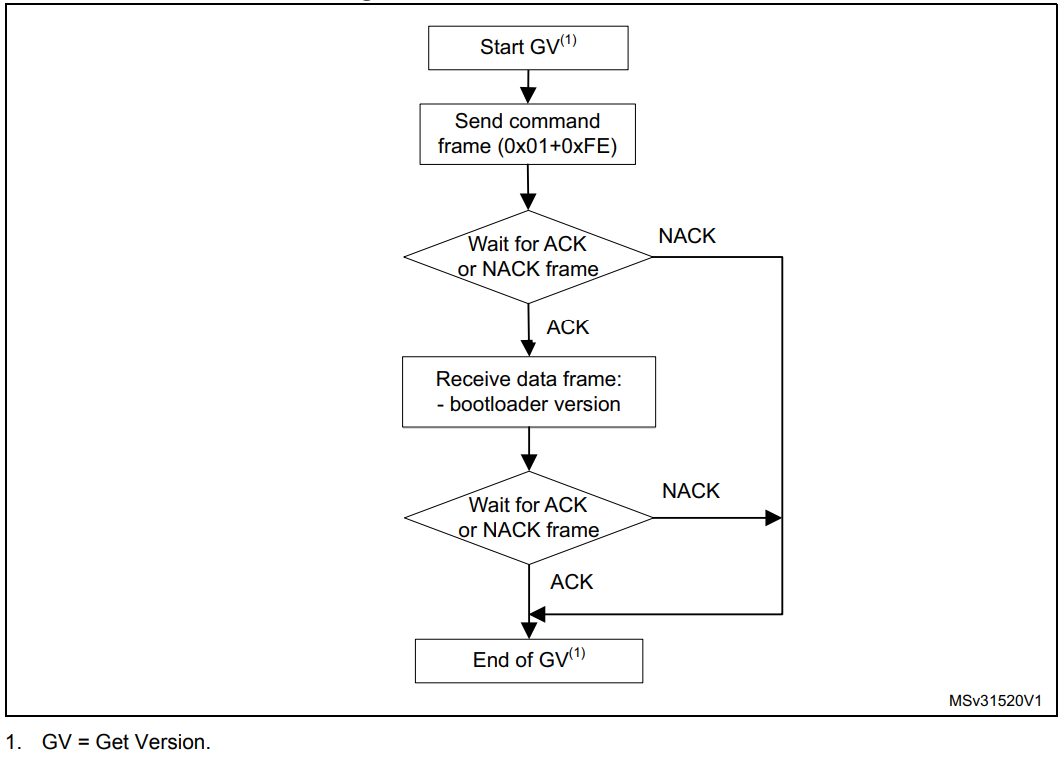 Start GV(1)
Send command
frame (0x01+0xFE)
Wait for ACK
or NACK frame
NACK
ACK
Receive data frame:
- bootloader version
Wait for ACK
or NACK frame
NACK
ACK
End of GV(1)
MSv31520V1
1. GV = Get Version.